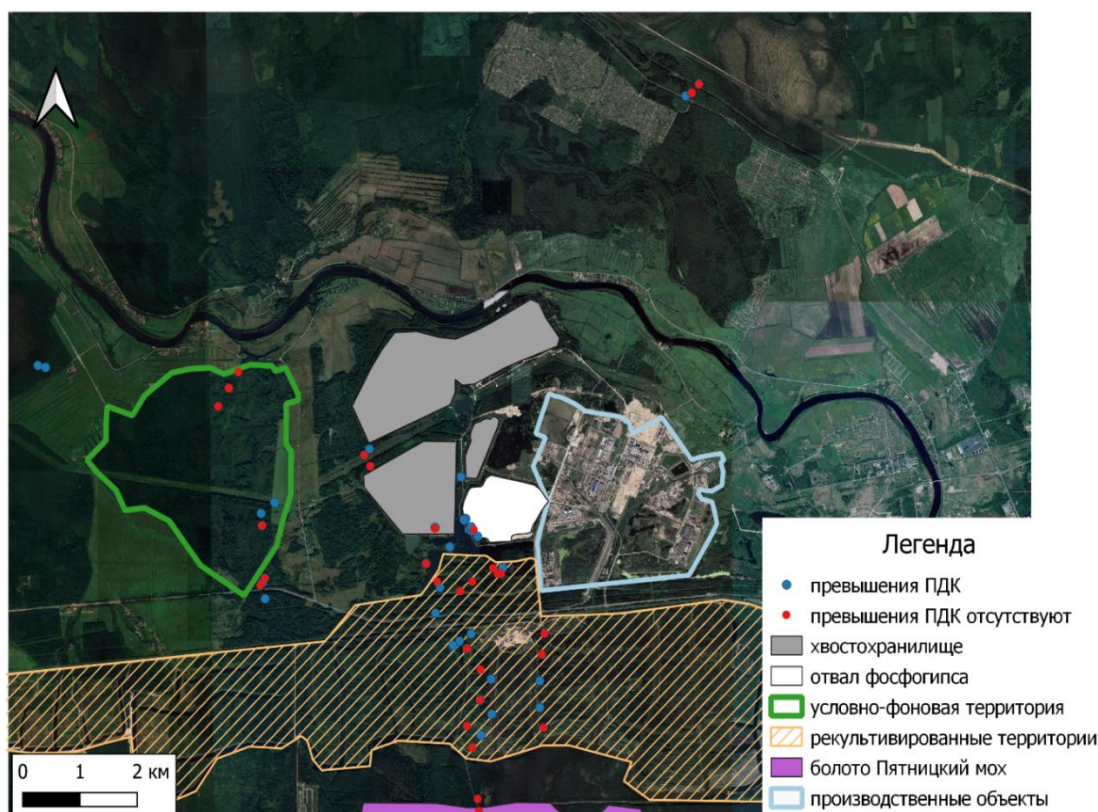 Легенда
превышения ПДК
превышения ПДК отсутствуют
хвостохранилище
отвал фосфогипса
условно-фоновая территория
рекультивированные территории
болото Пятницкий мох
производственные объекты
0 1 2 км